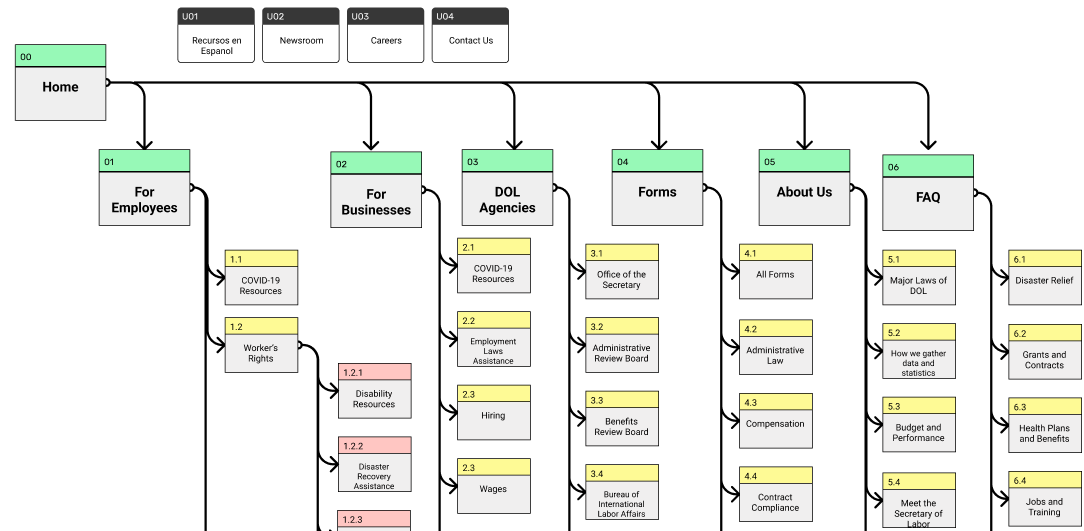 U01
Recursos en
Espanol
U02
Newsroom
U03
Careers
U04
Contact Us
00
Home
01
For
Employees
02
For
Businesses
03
DOL
Agencies
04
Forms
05
About Us
06
FAQ
1.1
COVID-19
Resources
1.2
Worker's
Rights
1.2.1
Disability
Resources
1.2.2
Disaster
Recovery
Assistance
1.2.3
2.1
COVID-19
Resources
2.2
Employment
Laws
Assistance
2.3
Hiring
2.3
Wages
3.1
Office of the
Secretary
3.2
Administrative
Review Board
3.3
Benefits
Review Board
3.4
Bureau of
International
Labor Affairs
4.1
All Forms
4.2
Administrative
Law
4.3
Compensation
4.4
Contract
Compliance
5.1
Major Laws of
DOL
5.2
How we gather
data and
statistics
5.3
Budget and
Performance
5.4
Meet the
Secretary of
Labor
6.1
Disaster Relief
6.2
Grants and
Contracts
6.3
Health Plans
and Benefits
6.4
Jobs and
Training